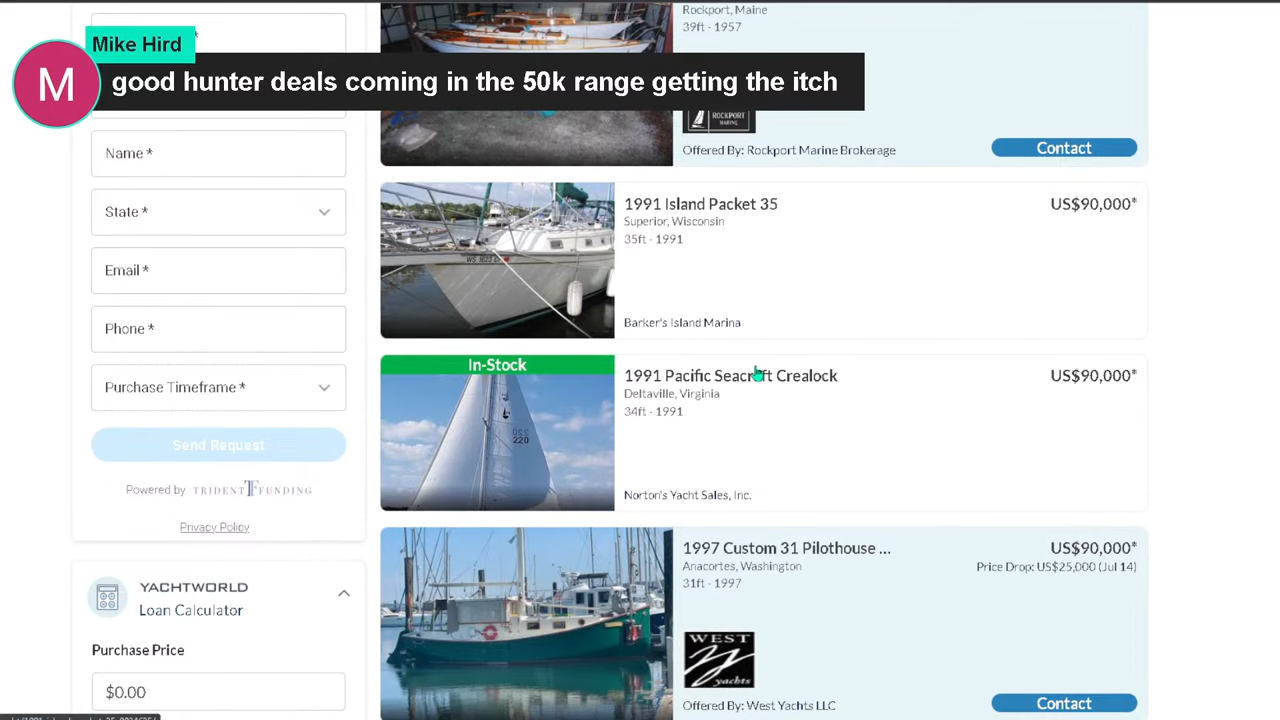 Mike Hird
M
good hunter deals coming in the 50k range getting the itch
Name *
State *
Email *
Phone *
Purchase Timeframe *
Send Request
Powered by TRIDENT FUNDING
Privacy Policy
YACHTWORLD
Loan Calculator
Purchase Price
$0.00
Rockport, Maine
39ft - 1957
ROCKPORT
MARINE
Offered By: Rockport Marine Brokerage
Contact
1991 Island Packet 35
US$90,000*
Superior, Wisconsin
35ft - 1991
Barker's Island Marina
In-Stock
220
220
1991 Pacific Seacraft Crealock
US$90,000*
Deltaville, Virginia
34ft - 1991
Norton's Yacht Sales, Inc.
1997 Custom 31 Pilothouse ...
US$90,000*
Anacortes, Washington
Price Drop: US$25,000 (Jul 14)
31ft - 1997
WEST
yachts
Offered By: West Yachts LLC
Contact